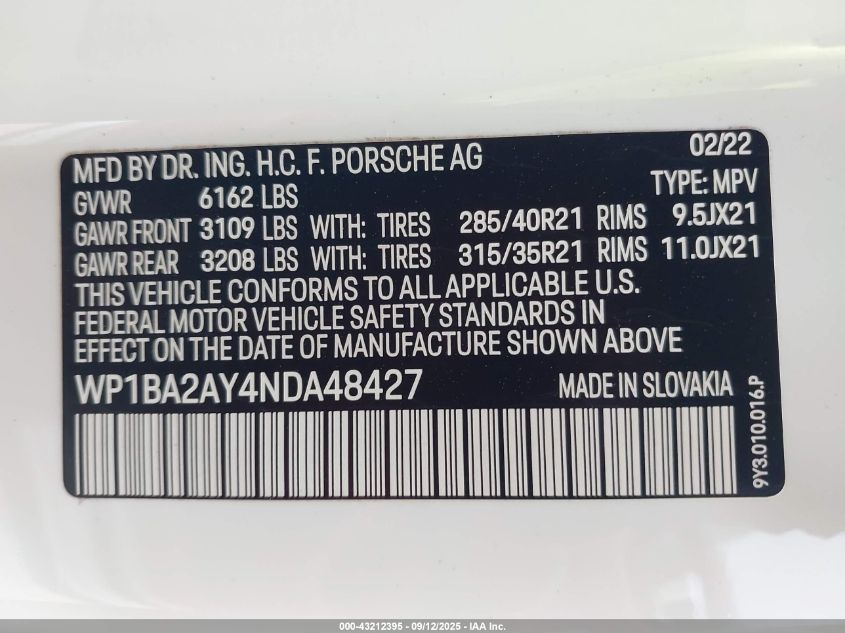 MFD BY DR. ING. H.C. F. PORSCHE AG 02/22
GVWR 6162 LBS TYPE: MPV
GAWR FRONT 3109 LBS WITH: TIRES 285/40R21 RIMS 9.5JX21
GAWR REAR 3208 LBS WITH: TIRES 315/35R21 RIMS 11.0JX21
THIS VEHICLE CONFORMS TO ALL APPLICABLE U.S.
FEDERAL MOTOR VEHICLE SAFETY STANDARDS IN
EFFECT ON THE DATE OF MANUFACTURE SHOWN ABOVE
WP1BA2AY4NDA48427 MADE IN SLOVAKIA
9Y3.010.016.P
000-43212395 - 09/12/2025 - IAA Inc.